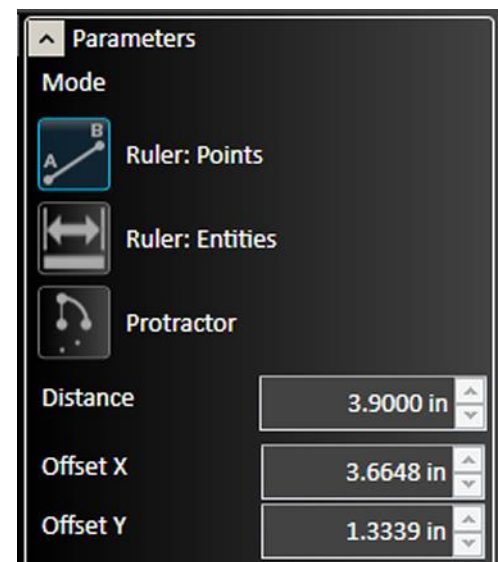 Parameters
Mode
A B
Ruler: Points
Ruler: Entities
Protractor
Distance 3.9000 in
Offset X 3.6648 in
Offset Y 1.3339 in